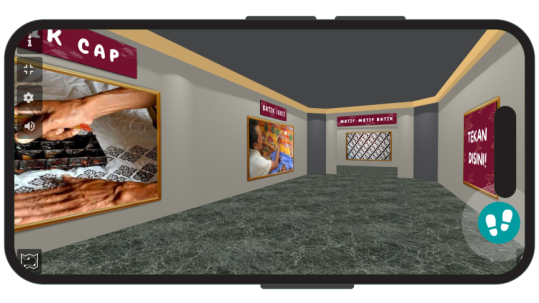 K CAP
BATIK TULIS
MOTIF-MOTIF BATIK
TEKAN
DISINI!